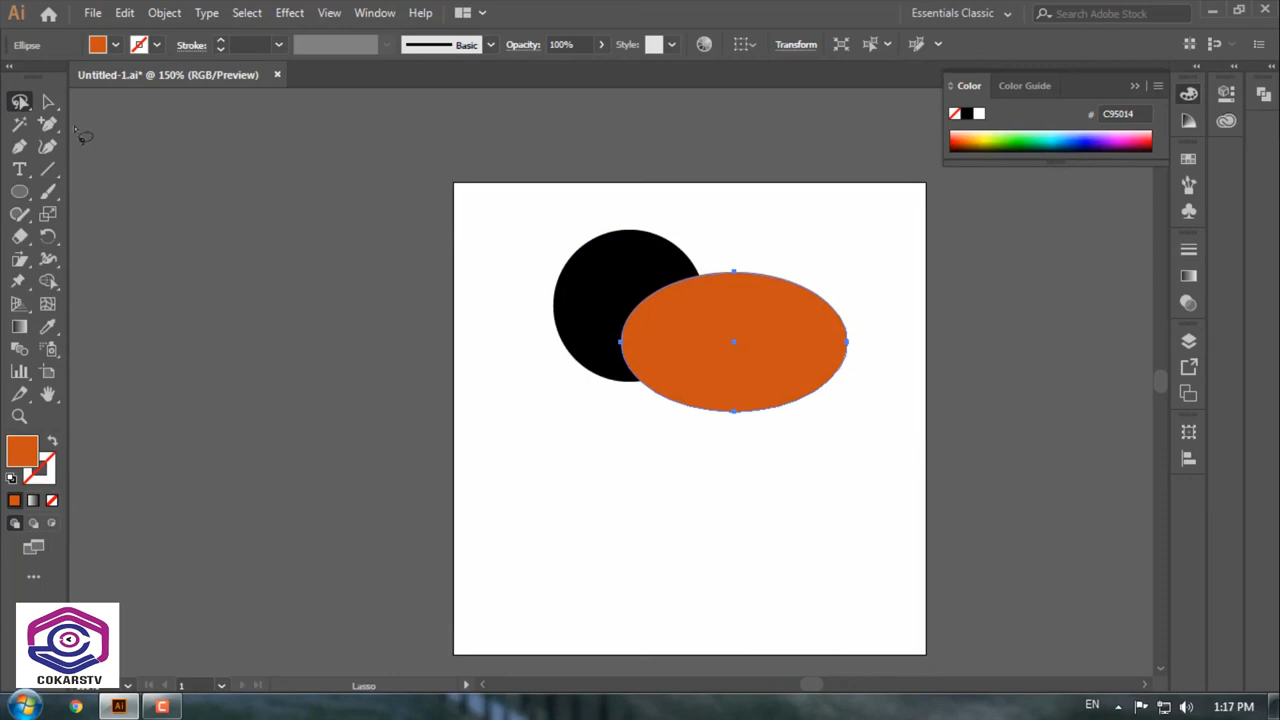 Ai File Edit Object Type Select Effect View Window Help Essentials Classic Search Adobe Stock
Ellipse Stroke: Basic Opacity: 100% Style: Transform
Untitled-1.ai* @ 150% (RGB/Preview) ×
Color Color Guide
# C95014
COKARSTV
1 Lasso
Ai C EN 1:17 PM